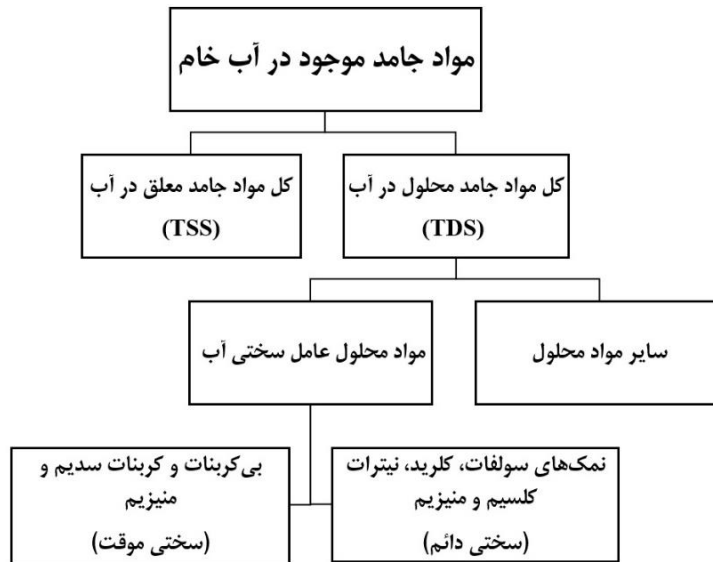 مواد جامد موجود در آب خام
کل مواد جامد محلول در آب
(TDS)
کل مواد جامد معلق در آب
(TSS)
سایر مواد محلول
مواد محلول عامل سختی آب
نمک‌های سولفات، کلرید، نیترات
کلسیم و منیزیم
(سختی دائم)
بی‌کربنات و کربنات سدیم و
منیزیم
(سختی موقت)